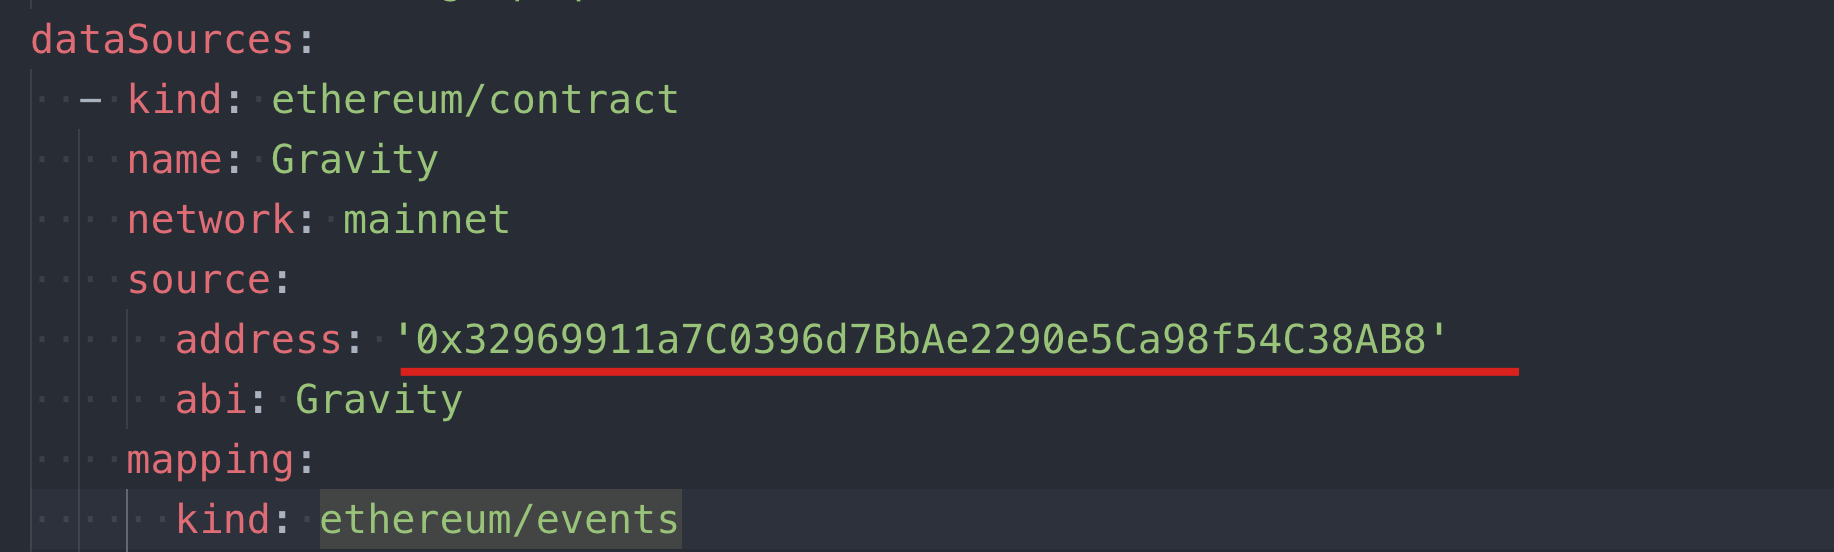 dataSources:
- kind: ethereum/contract
name: Gravity
network: mainnet
source:
address: '0x32969911a7C0396d7BbAe2290e5Ca98f54C38AB8'
abi: Gravity
mapping:
kind: ethereum/events